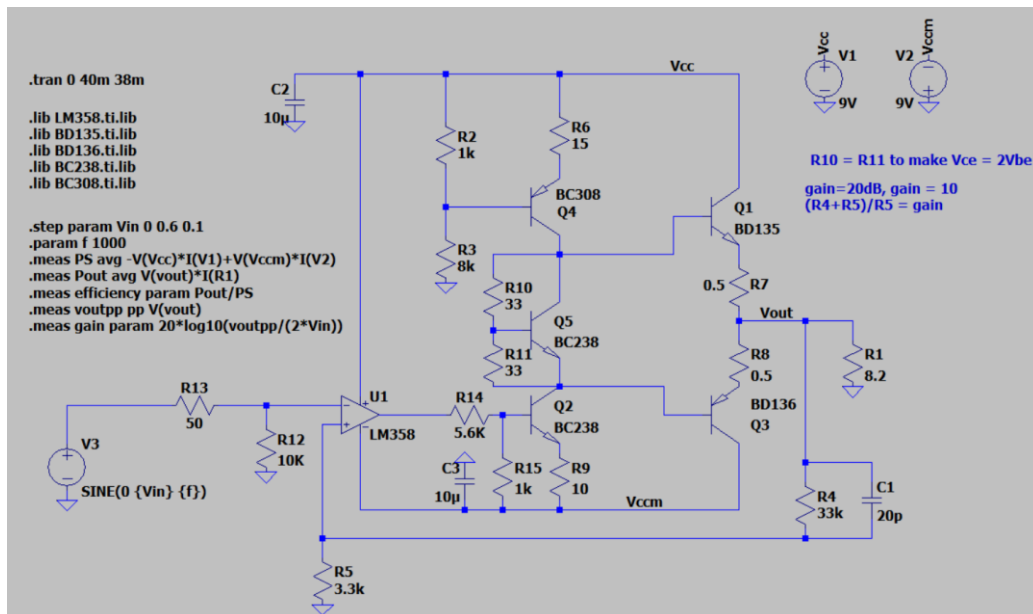 .tran 0 40m 38m
.lib LM358.ti.lib
.lib BD135.ti.lib
.lib BD136.ti.lib
.lib BC238.ti.lib
.lib BC308.ti.lib
.step param Vin 0 0.6 0.1
.param f 1000
.meas PS avg -V(Vcc)*I(V1)+V(Vccm)*I(V2)
.meas Pout avg V(vout)*I(R1)
.meas efficiency param Pout/PS
.meas voutpp pp V(vout)
.meas gain param 20*log10(voutpp/(2*Vin))
Vcc
V1
9V
Vccm
V2
9V
R10 = R11 to make Vce = 2Vbe
gain=20dB, gain = 10
(R4+R5)/R5 = gain
Vcc
C2
10µ
R2
1k
R6
15
BC308
Q4
Q1
BD135
R3
8k
R10
33
R7
0.5
Q5
BC238
Vout
R11
33
R8
0.5
R1
8.2
BD136
Q3
R13
50
U1
LM358
R14
5.6K
Q2
BC238
V3
SINE(0 {Vin} {f})
R12
10K
C3
10µ
R15
1k
R9
10
Vccm
R4
33k
C1
20p
R5
3.3k